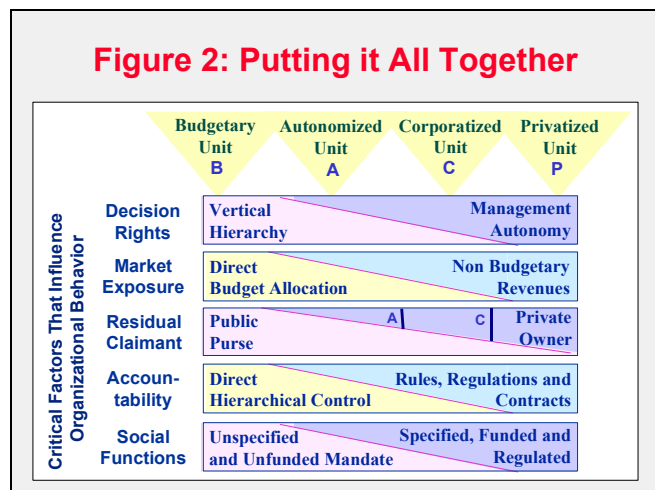 Figure 2: Putting it All Together
Budgetary Unit B
Autonomized Unit A
Corporatized Unit C
Privatized Unit P
Critical Factors That Influence
Organizational Behavior
Decision Rights
Vertical Hierarchy
Management Autonomy
Market Exposure
Direct Budget Allocation
Non Budgetary Revenues
Residual Claimant
Public Purse
A
C
Private Owner
Accoun-
tability
Direct Hierarchical Control
Rules, Regulations and Contracts
Social Functions
Unspecified and Unfunded Mandate
Specified, Funded and Regulated